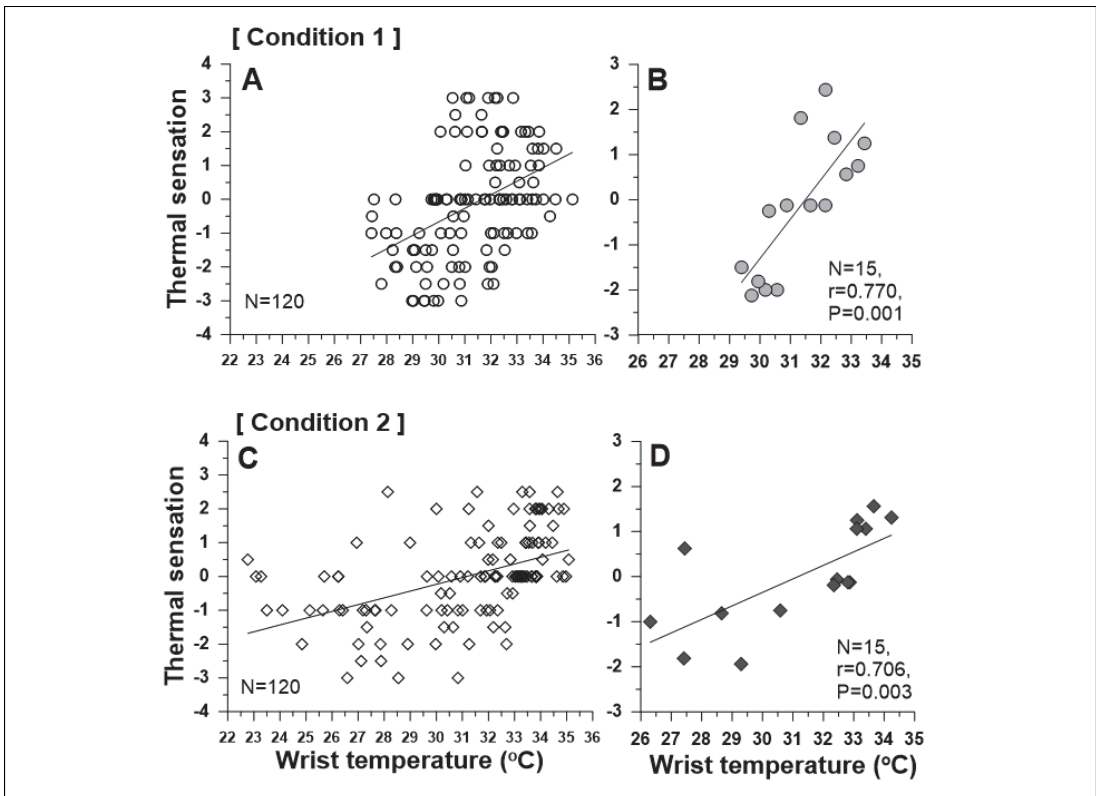 [ Condition 1 ]
A
Thermal sensation
4
3
2
1
0
-1
-2
-3
-4
N=120
22 23 24 25 26 27 28 29 30 31 32 33 34 35 36
B
3
2
1
0
-1
-2
-3
N=15,
r=0.770,
P=0.001
26 27 28 29 30 31 32 33 34 35
[ Condition 2 ]
C
Thermal sensation
4
3
2
1
0
-1
-2
-3
-4
N=120
22 23 24 25 26 27 28 29 30 31 32 33 34 35 36
Wrist temperature (ºC)
D
3
2
1
0
-1
-2
-3
N=15,
r=0.706,
P=0.003
26 27 28 29 30 31 32 33 34 35
Wrist temperature (ºC)